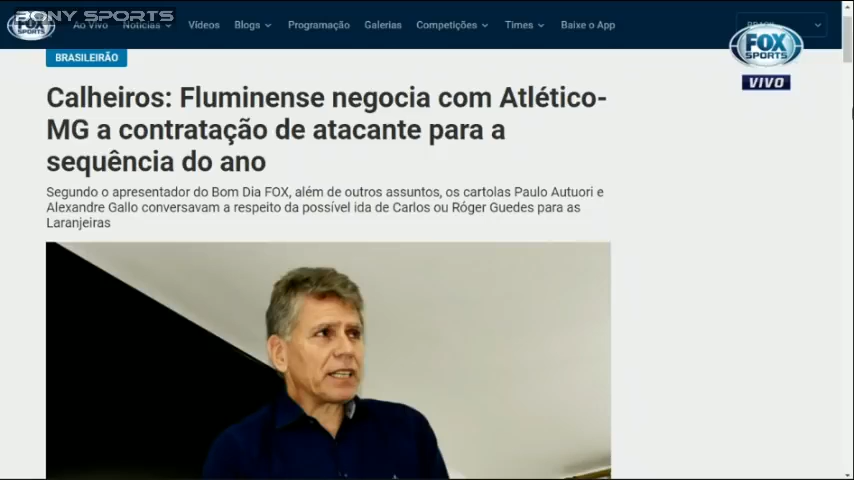 BONY SPORTS
FOX SPORTS
Ao Vivo Notícias Vídeos Blogs Programação Galerias Competições Times Baixe o App
FOX SPORTS
VIVO
BRASILEIRÃO
Calheiros: Fluminense negocia com Atlético-
MG a contratação de atacante para a
sequência do ano
Segundo o apresentador do Bom Dia FOX, além de outros assuntos, os cartolas Paulo Autuori e
Alexandre Gallo conversavam a respeito da possível ida de Carlos ou Róger Guedes para as
Laranjeiras